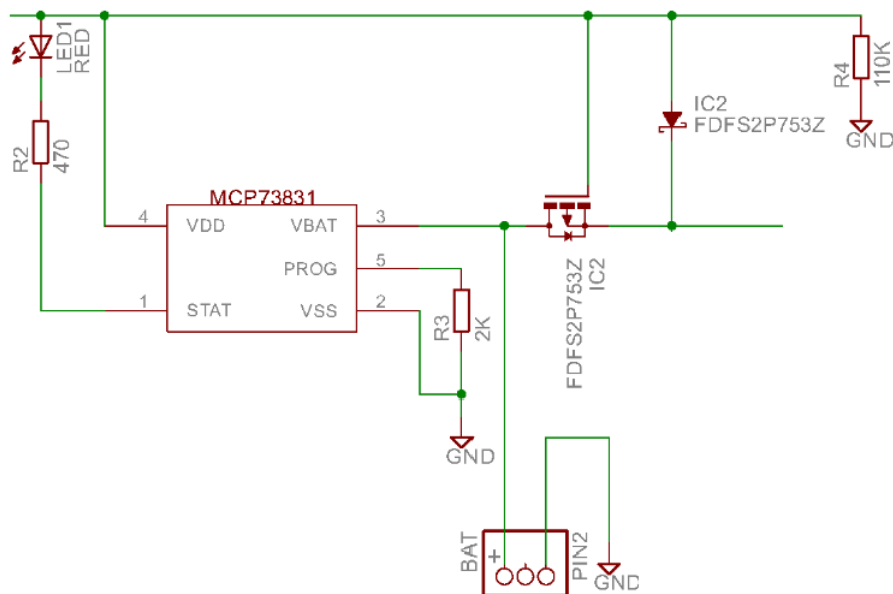 LED1
RED
R2
470
MCP73831
4
VDD
VBAT
3
PROG
5
1
STAT
VSS
2
R3
2K
GND
IC2
FDFS2P753Z
FDFS2P753Z
IC2
R4
110K
GND
BAT
+
PIN2
GND